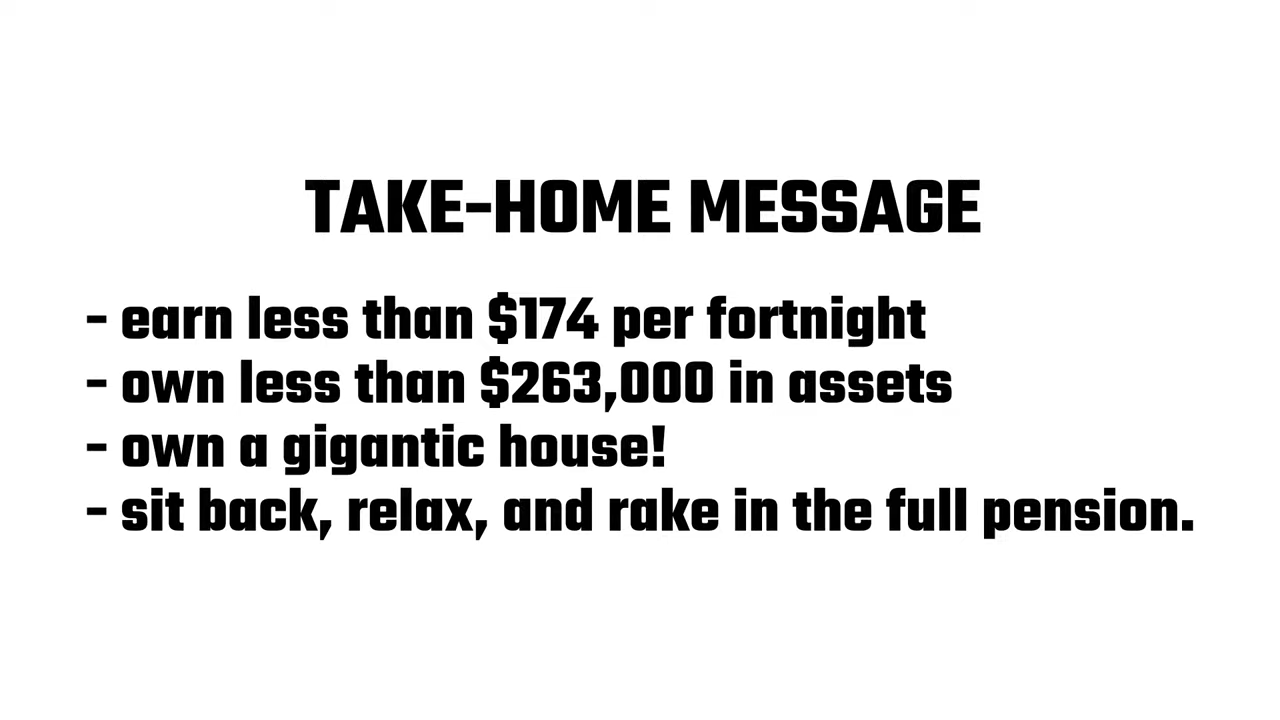 TAKE-HOME MESSAGE
- earn less than $174 per fortnight
- own less than $263,000 in assets
- own a gigantic house!
- sit back, relax, and rake in the full pension.